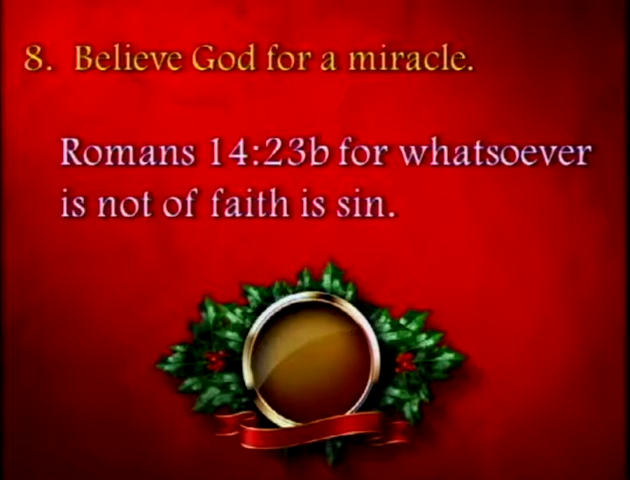 8. Believe God for a miracle.
Romans 14:23b for whatsoever
is not of faith is sin.